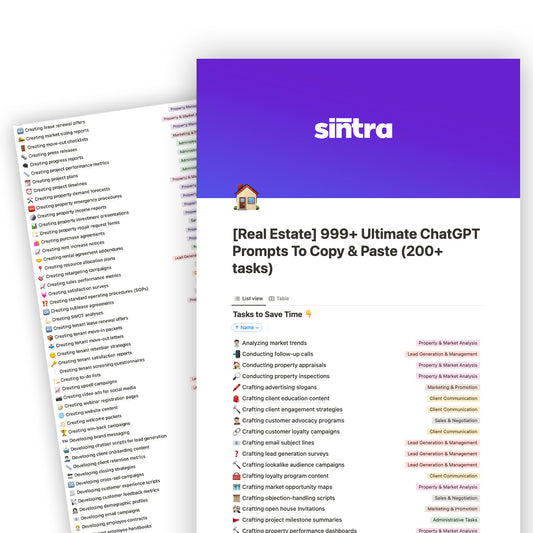 sintra
[Real Estate] 999+ Ultimate ChatGPT
Prompts To Copy & Paste (200+
tasks)
List view Table
Tasks to Save Time 👇
↑ Name
Analyzing market trends Property & Market Analysis
Conducting follow-up calls Lead Generation & Management
Conducting property appraisals Property & Market Analysis
Conducting property inspections Property & Market Analysis
Crafting advertising slogans Marketing & Promotion
Crafting client education content Client Communication
Crafting client engagement strategies Client Communication
Crafting customer advocacy programs Sales & Negotiation
Crafting customer loyalty campaigns Client Communication
Crafting email subject lines Lead Generation & Management
Crafting lead generation surveys Lead Generation & Management
Crafting lookalike audience campaigns Lead Generation & Management
Crafting loyalty program content Client Communication
Crafting market opportunity maps Property & Market Analysis
Crafting objection-handling scripts Sales & Negotiation
Crafting open house invitations Marketing & Promotion
Crafting project milestone summaries Administrative Tasks
Crafting property performance dashboards Property & Market Analysis
Creating lease renewal offers Property Mana
Creating market sizing reports Property & Ma
Creating move-out checklists Property Mana
Creating press releases Marketing & P
Creating progress reports Administrativ
Creating project performance metrics
Creating project plans
Creating project timelines
Creating property demand forecasts
Creating property emergency procedures
Creating property income reports
Creating property investment presentations
Creating property repair request forms
Creating purchase agreements
Creating rent increase notices
Creating rental agreement addendums
Creating resource allocation plans Lead Gener
Creating retargeting campaigns
Creating sales performance metrics
Creating satisfaction surveys
Creating standard operating procedures (SOPs)
Creating sublease agreements
Creating SWOT analyses
Creating tenant lease renewal offers
Creating tenant move-in packets
Creating tenant move-out letters
Creating tenant retention strategies
Creating tenant satisfaction reports
Creating tenant screening questionnaires
Creating to-do lists
Creating upsell campaigns
Creating video ads for social media
Creating webinar registration pages
Creating website content
Creating welcome packets
Creating win-back campaigns
Developing brand messaging
Developing chatbot scripts for lead generation
Developing client onboarding content
Developing client retention metrics
Developing closing strategies
Developing cross-sell campaigns
Developing customer experience scripts
Developing customer feedback metrics
Developing demographic profiles
Developing email campaigns
Developing employee contracts
Developing employee handbooks